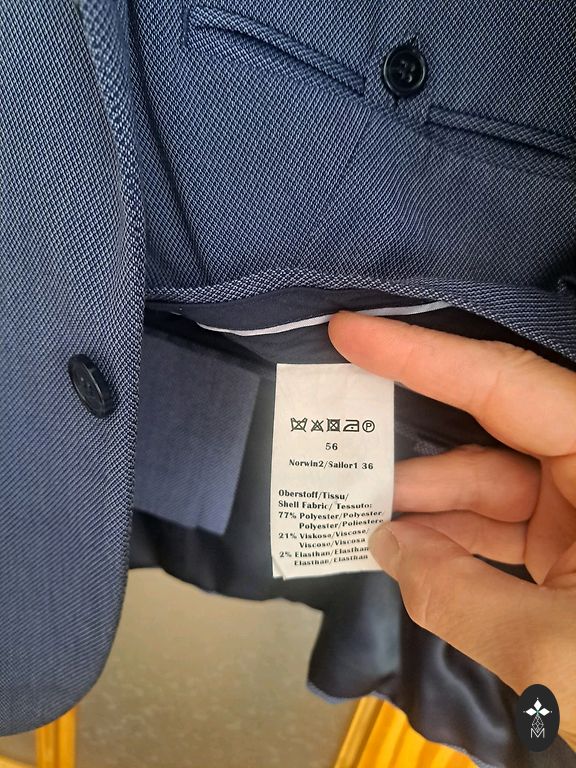 56
Norwin2/Sailor1 36
Oberstoff/Tissu/
Shell Fabric/ Tessuto:
77% Polyester/Polyester,
Polyester/Poliestere
21% Viskose/Viscose/
Viscose/Viscosa
2% Elasthan/Elasthan
Elasthan/Elasthan